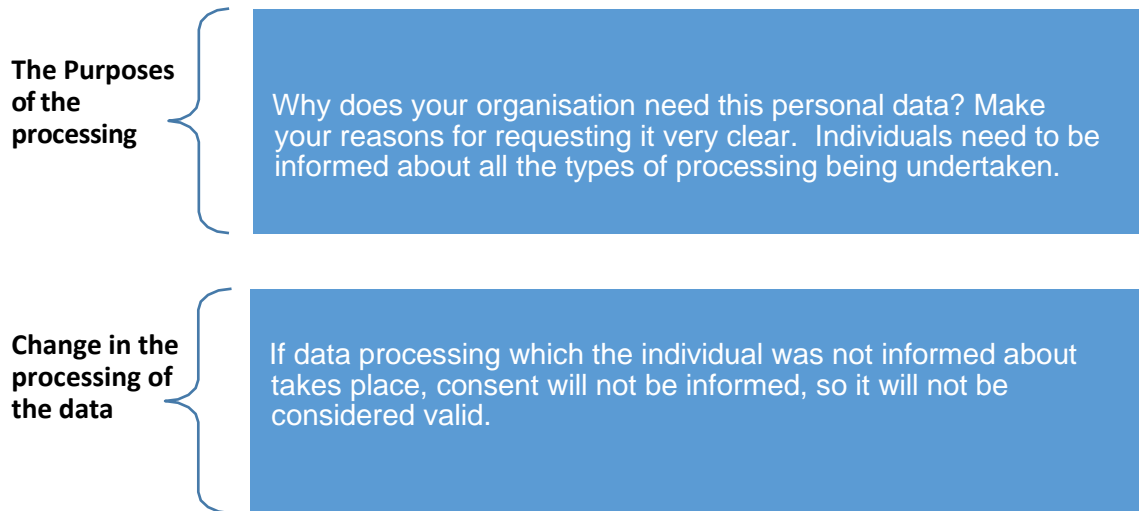 The Purposes
of the
processing
Why does your organisation need this personal data? Make
your reasons for requesting it very clear.  Individuals need to be
informed about all the types of processing being undertaken.
Change in the
processing of
the data
If data processing which the individual was not informed about
takes place, consent will not be informed, so it will not be
considered valid.